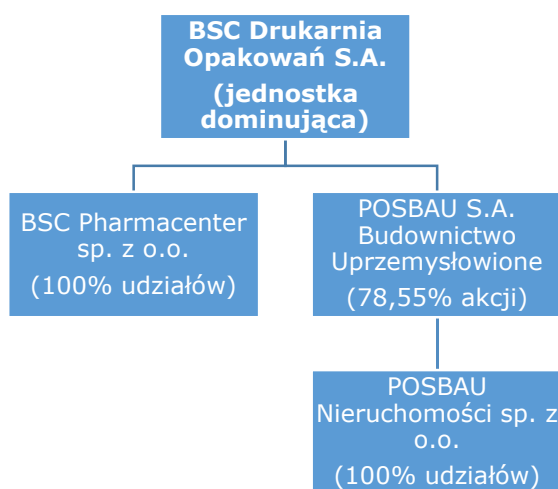 BSC Drukarnia
Opakowań S.A.
(jednostka
dominująca)
BSC Pharmacenter
sp. z o.o.
(100% udziałów)
POSBAU S.A.
Budownictwo
Uprzemysłowione
(78,55% akcji)
POSBAU
Nieruchomości sp. z
o.o.
(100% udziałów)